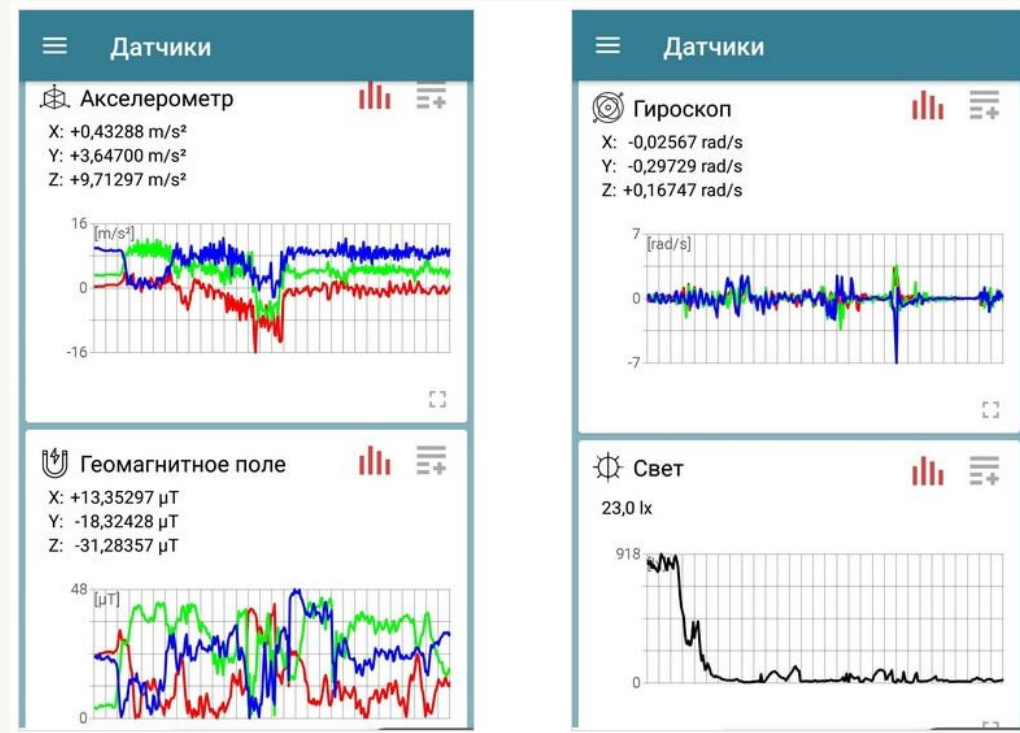 Датчики
Акселерометр
X: +0,43288 m/s²
Y: +3,64700 m/s²
Z: +9,71297 m/s²
16
[m/s²]
0
-16
Геомагнитное поле
X: +13,35297 µT
Y: -18,32428 µT
Z: -31,28357 µT
48
[µT]
0
Датчики
Гироскоп
X: -0,02567 rad/s
Y: -0,29729 rad/s
Z: +0,16747 rad/s
7
[rad/s]
0
-7
Свет
23,0 lx
918
0